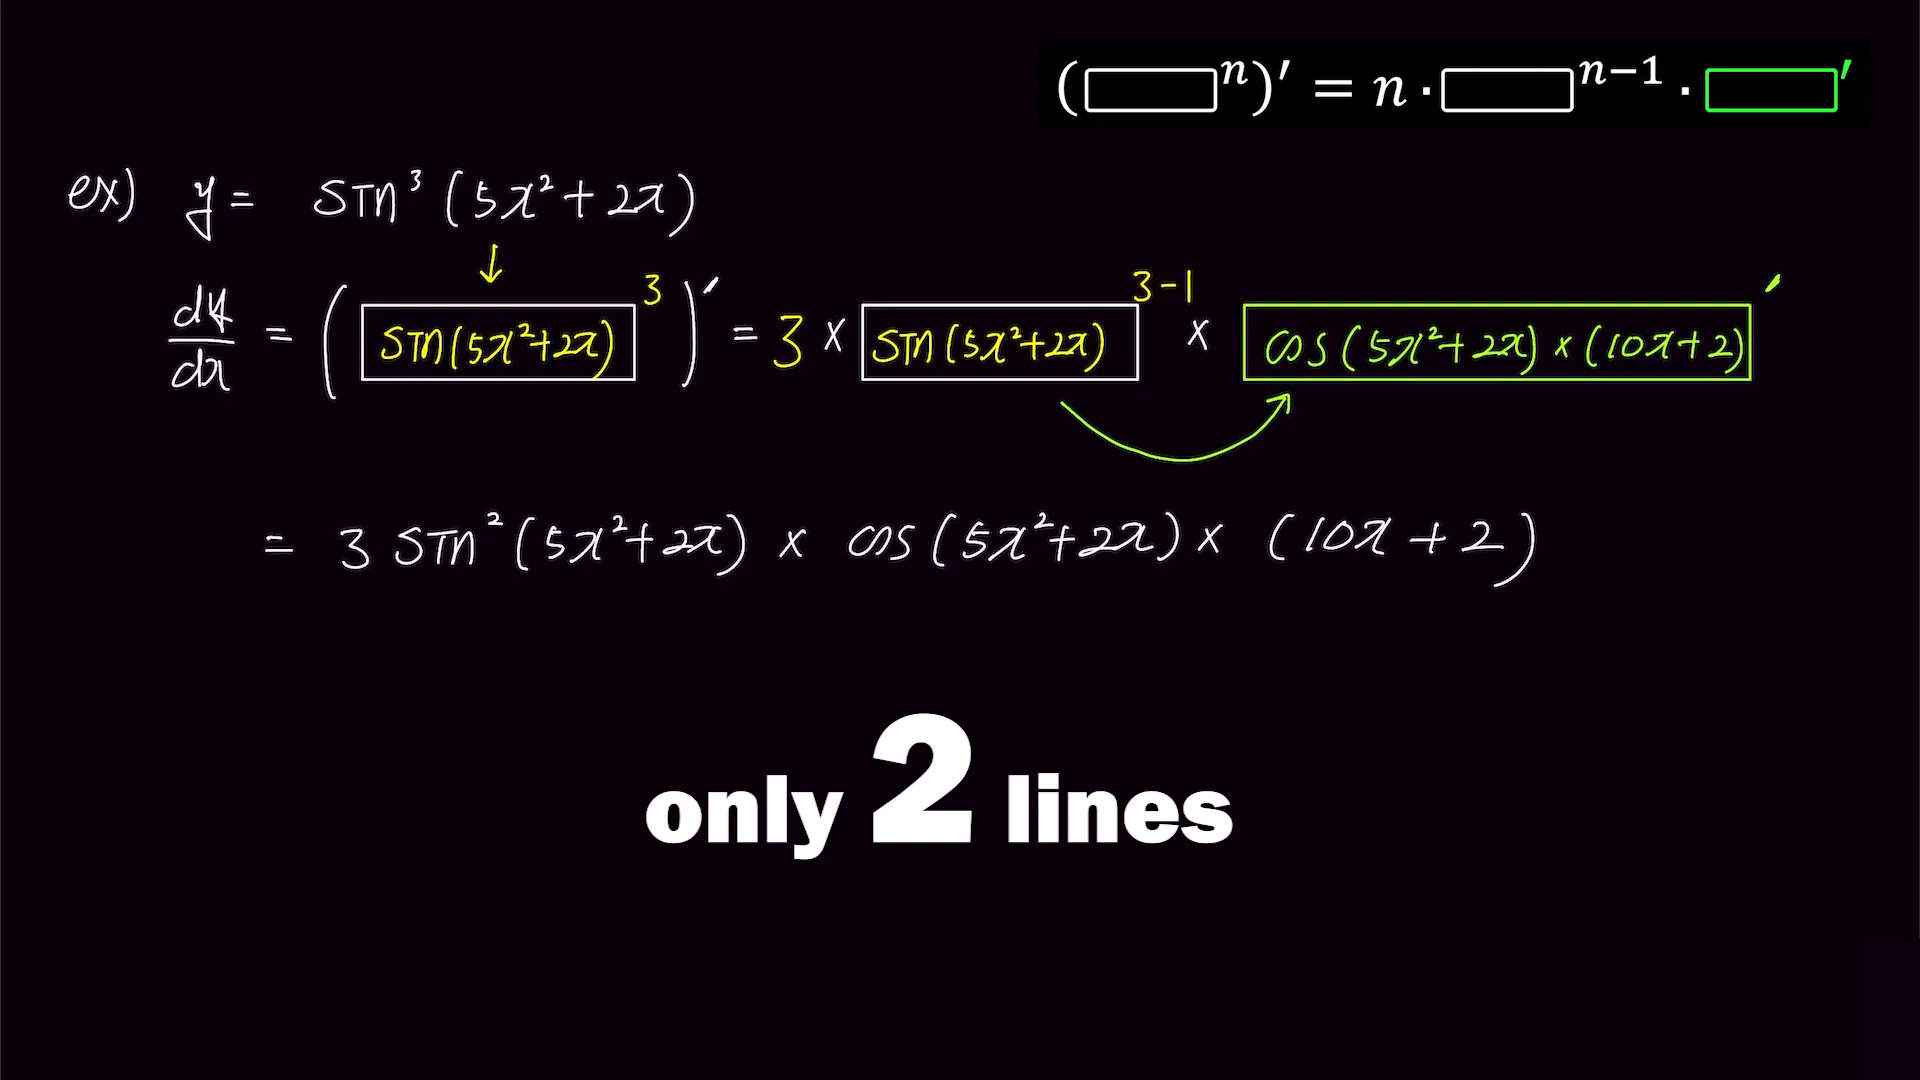 (□ⁿ)′ = n · □ⁿ⁻¹ · □′
ex) y = sin³(5x²+2x)
↓
dy/dx = (sin(5x²+2x)³)′ = 3 × sin(5x²+2x)³⁻¹ × cos(5x²+2x)×(10x+2)′
= 3 sin²(5x²+2x) × cos(5x²+2x) × (10x+2)
only 2 lines